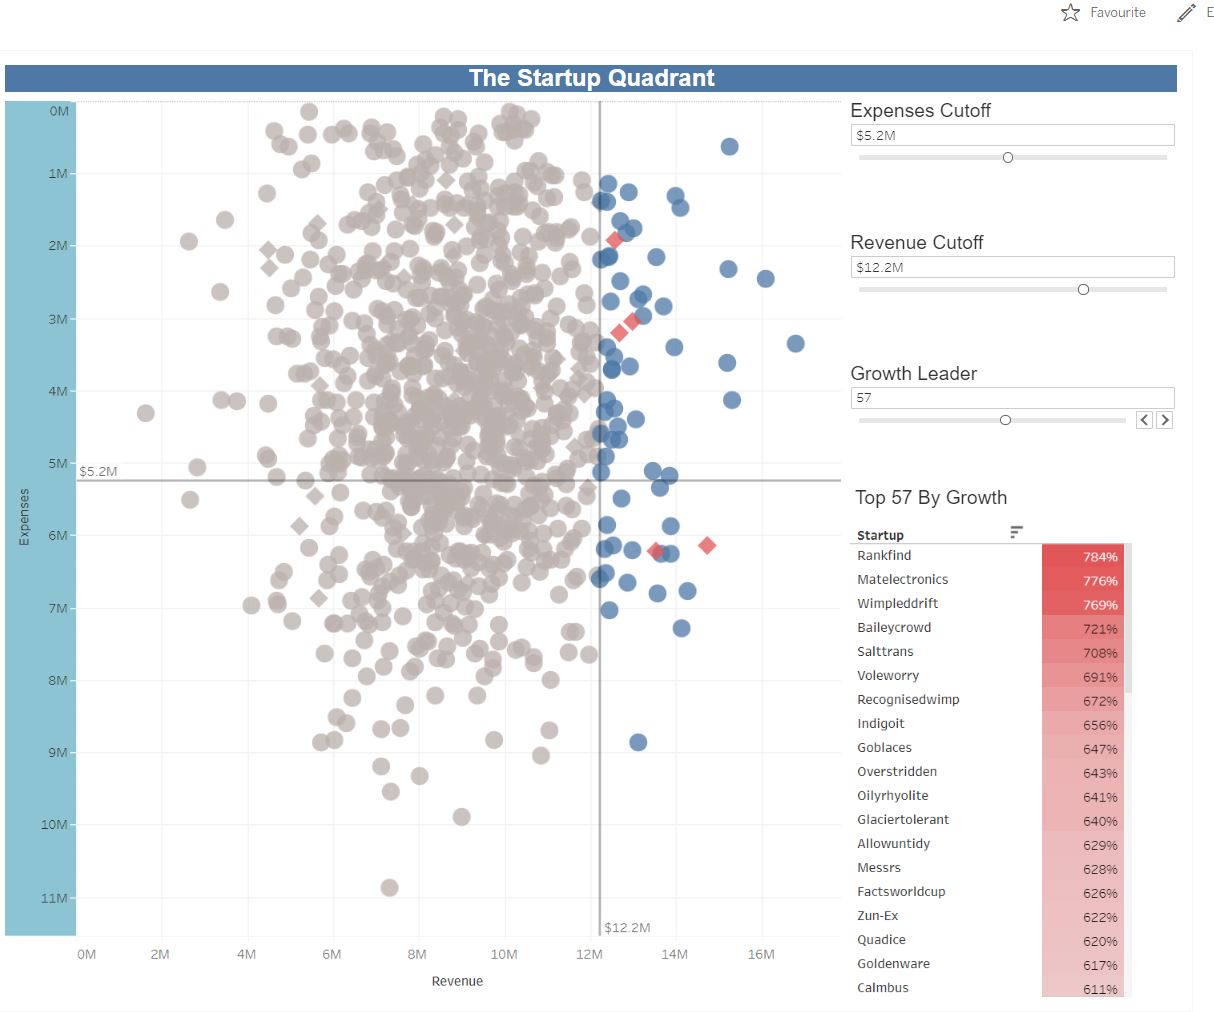 Favourite
E
The Startup Quadrant
0M
1M
2M
3M
4M
5M
6M
7M
8M
9M
10M
11M
Expenses
$5.2M
$12.2M
0M 2M 4M 6M 8M 10M 12M 14M 16M
Revenue
Expenses Cutoff
$5.2M
Revenue Cutoff
$12.2M
Growth Leader
57
Top 57 By Growth
Startup
Rankfind 784%
Matelectronics 776%
Wimpleddrift 769%
Baileycrowd 721%
Salttrans 708%
Voleworry 691%
Recognisedwimp 672%
Indigoit 656%
Goblaces 647%
Overstridden 643%
Oilyrhyolite 641%
Glaciertolerant 640%
Allowuntidy 629%
Messrs 628%
Factsworldcup 626%
Zun-Ex 622%
Quadice 620%
Goldenware 617%
Calmbus 611%